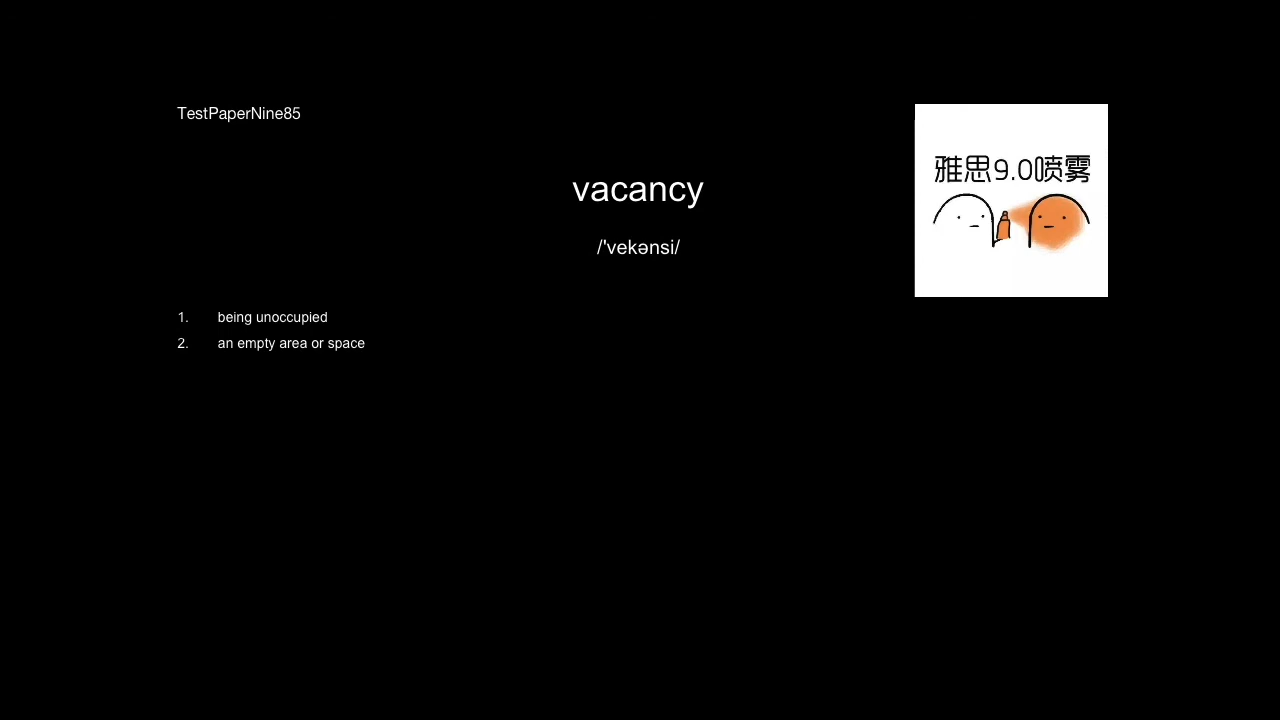 TestPaperNine85
雅思9.0喷雾
vacancy
/'vekənsi/
1. being unoccupied
2. an empty area or space